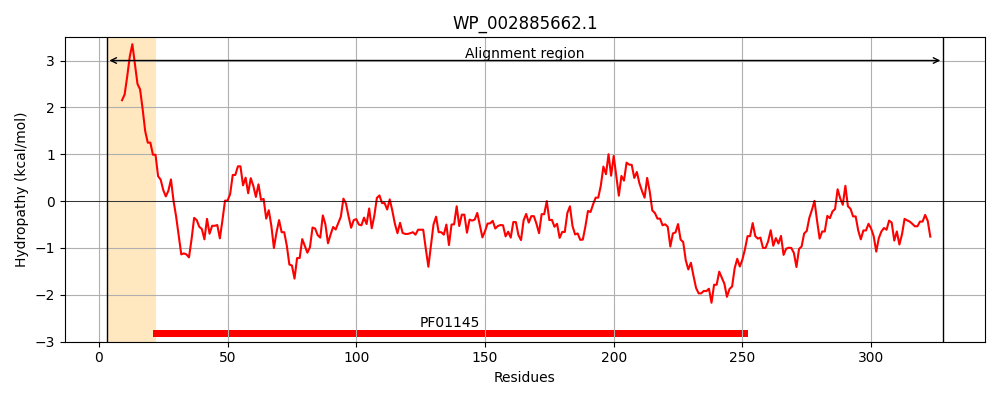 WP_002885662.1
Alignment region
Hydropathy (kcal/mol)
3
2
1
0
−1
−2
−3
PF01145
0 50 100 150 200 250 300
Residues